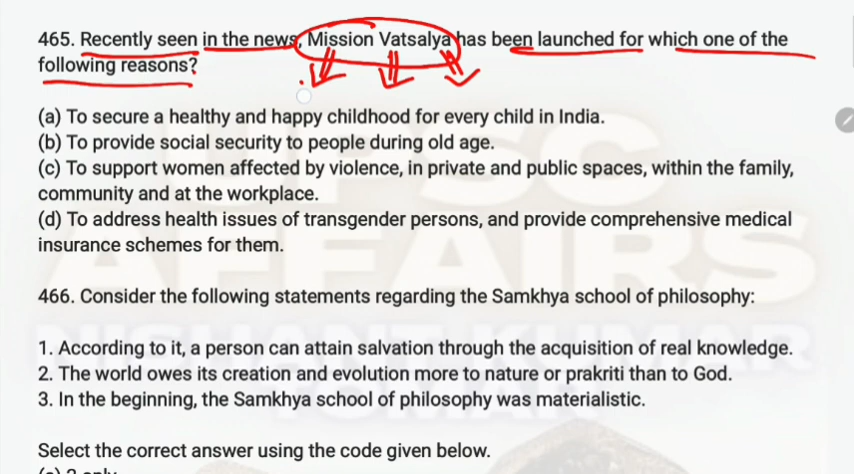 465. Recently seen in the news, Mission Vatsalya has been launched for which one of the
following reasons?
(a) To secure a healthy and happy childhood for every child in India.
(b) To provide social security to people during old age.
(c) To support women affected by violence, in private and public spaces, within the family,
community and at the workplace.
(d) To address health issues of transgender persons, and provide comprehensive medical
insurance schemes for them.
466. Consider the following statements regarding the Samkhya school of philosophy:
1. According to it, a person can attain salvation through the acquisition of real knowledge.
2. The world owes its creation and evolution more to nature or prakriti than to God.
3. In the beginning, the Samkhya school of philosophy was materialistic.
Select the correct answer using the code given below.
(a) 2 only
UPSC
AFFAIRS
NISHANT KUMAR
TOMAR